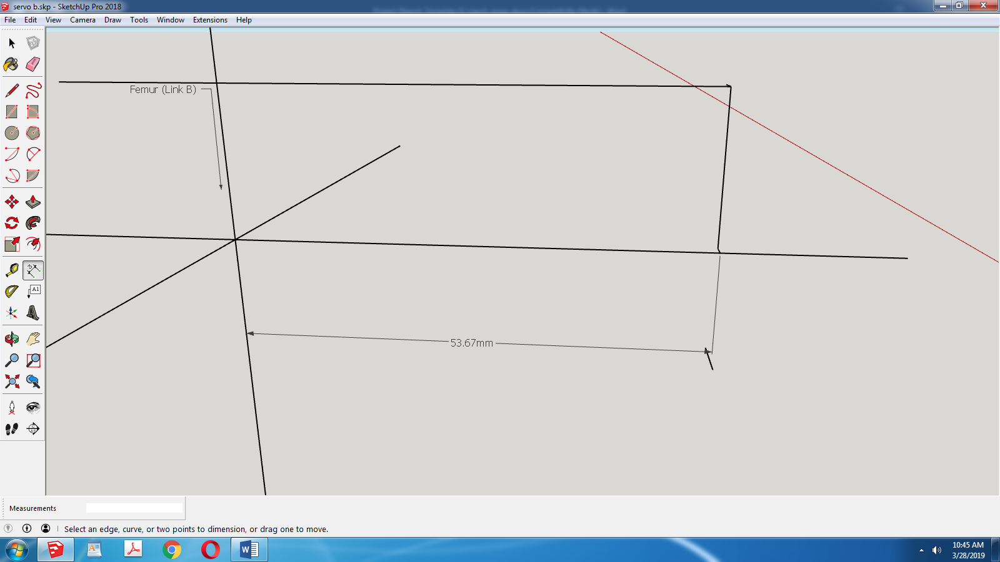 servo b.skp - SketchUp Pro 2018
File Edit View Camera Draw Tools Window Extensions Help
Femur (Link B)
A1
53.67mm
Measurements
Select an edge, curve, or two points to dimension, or drag one to move.
10:45 AM
3/28/2019